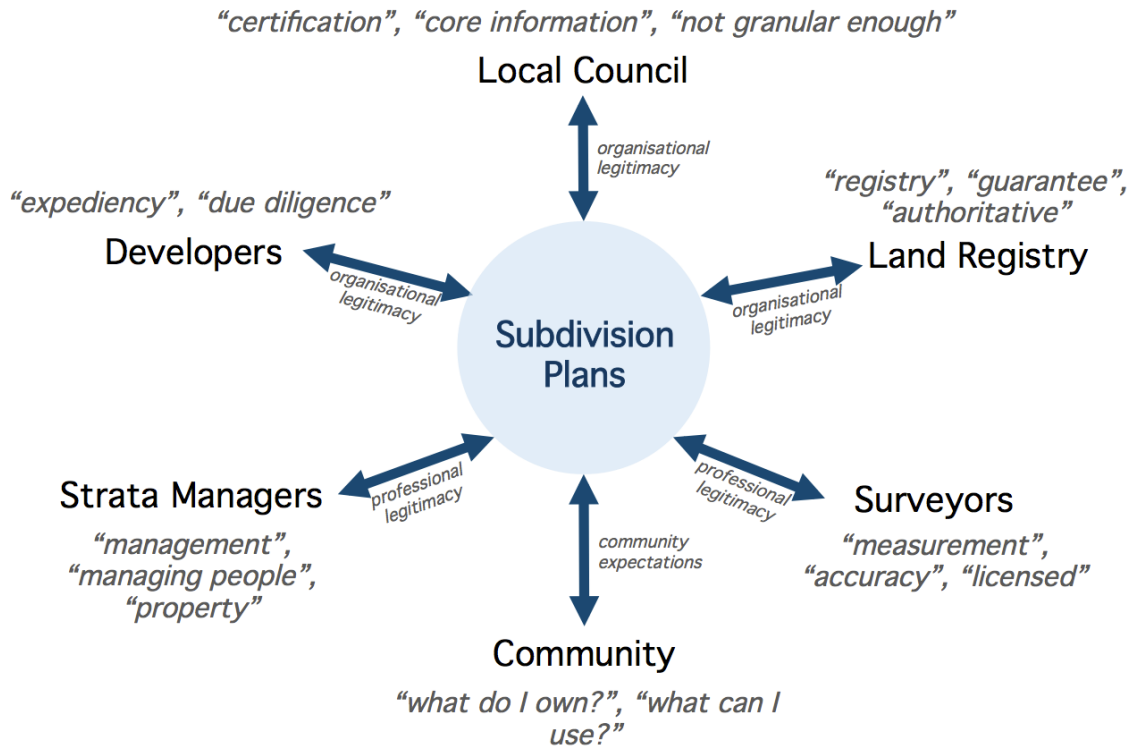 “certification”, “core information”, “not granular enough”
Local Council
organisational
legitimacy
“registry”, “guarantee”,
“authoritative”
Land Registry
organisational
legitimacy
“expediency”, “due diligence”
Developers
organisational
legitimacy
Subdivision
Plans
Strata Managers
professional
legitimacy
“management”,
“managing people”,
“property”
Surveyors
professional
legitimacy
“measurement”,
“accuracy”, “licensed”
community
expectations
Community
“what do I own?”, “what can I
use?”